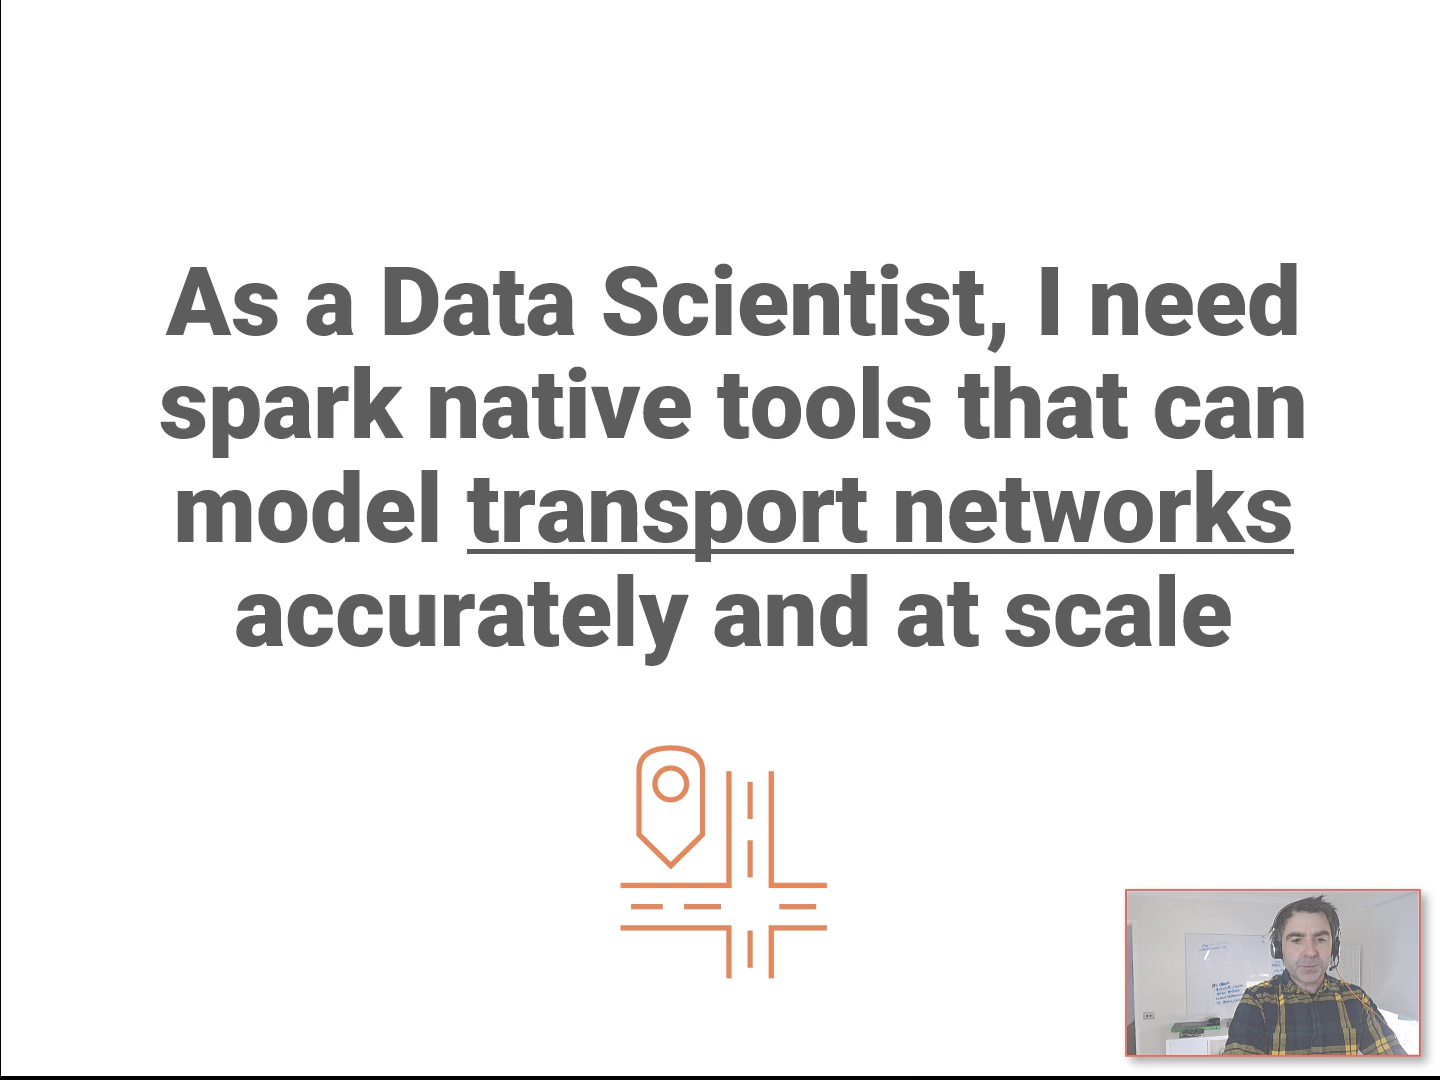 As a Data Scientist, I need
spark native tools that can
model transport networks
accurately and at scale